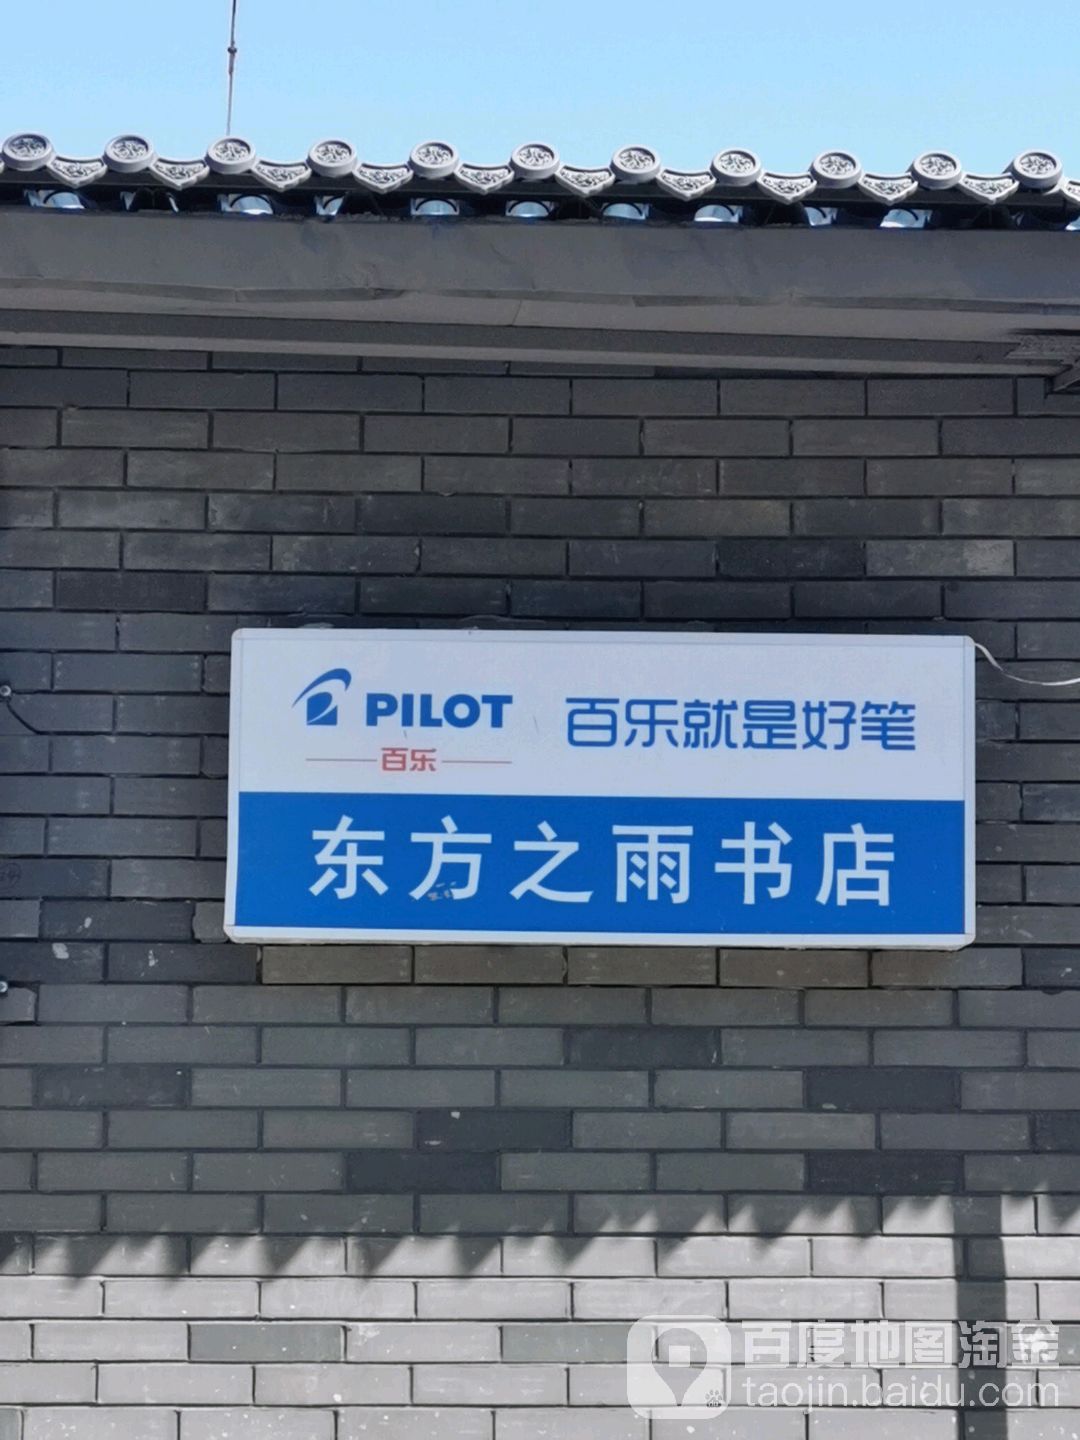 PILOT 百乐就是好笔
百乐
东方之雨书店
百度地图淘金
taojin.baidu.com